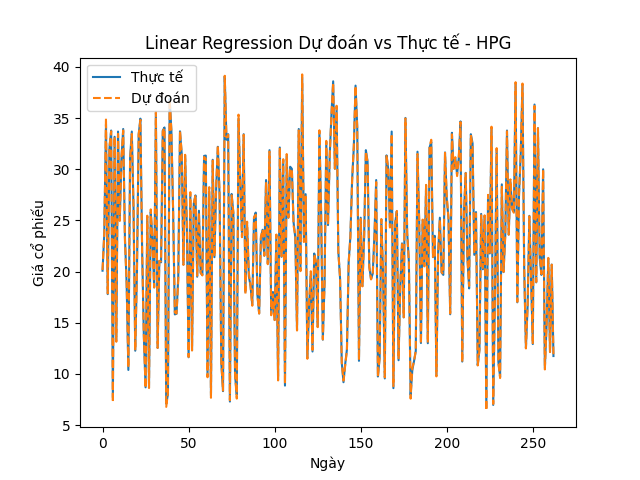 Linear Regression Dự đoán vs Thực tế - HPG
Thực tế
Dự đoán
Giá cổ phiếu
40
35
30
25
20
15
10
5
0
50
100
150
200
250
Ngày